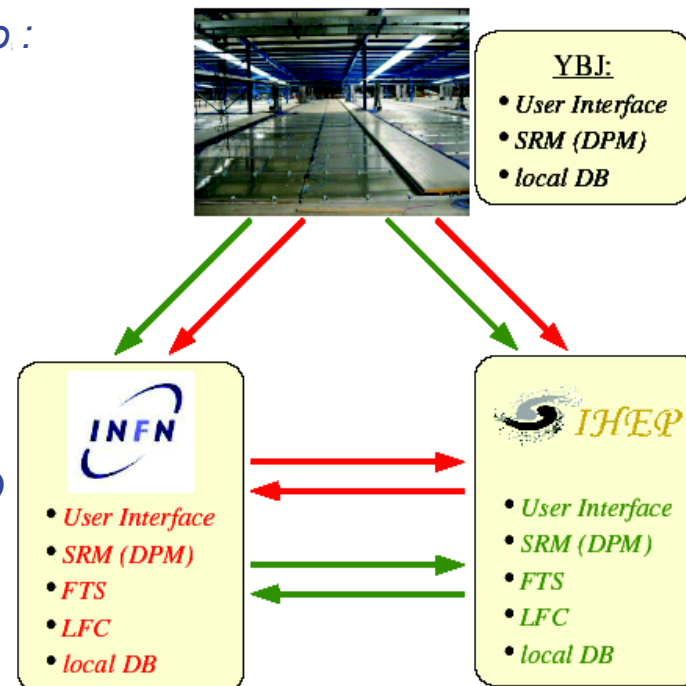 :
YBJ:
• User Interface
• SRM (DPM)
• local DB
INFN
• User Interface
• SRM (DPM)
• FTS
• LFC
• local DB
IHEP
• User Interface
• SRM (DPM)
• FTS
• LFC
• local DB